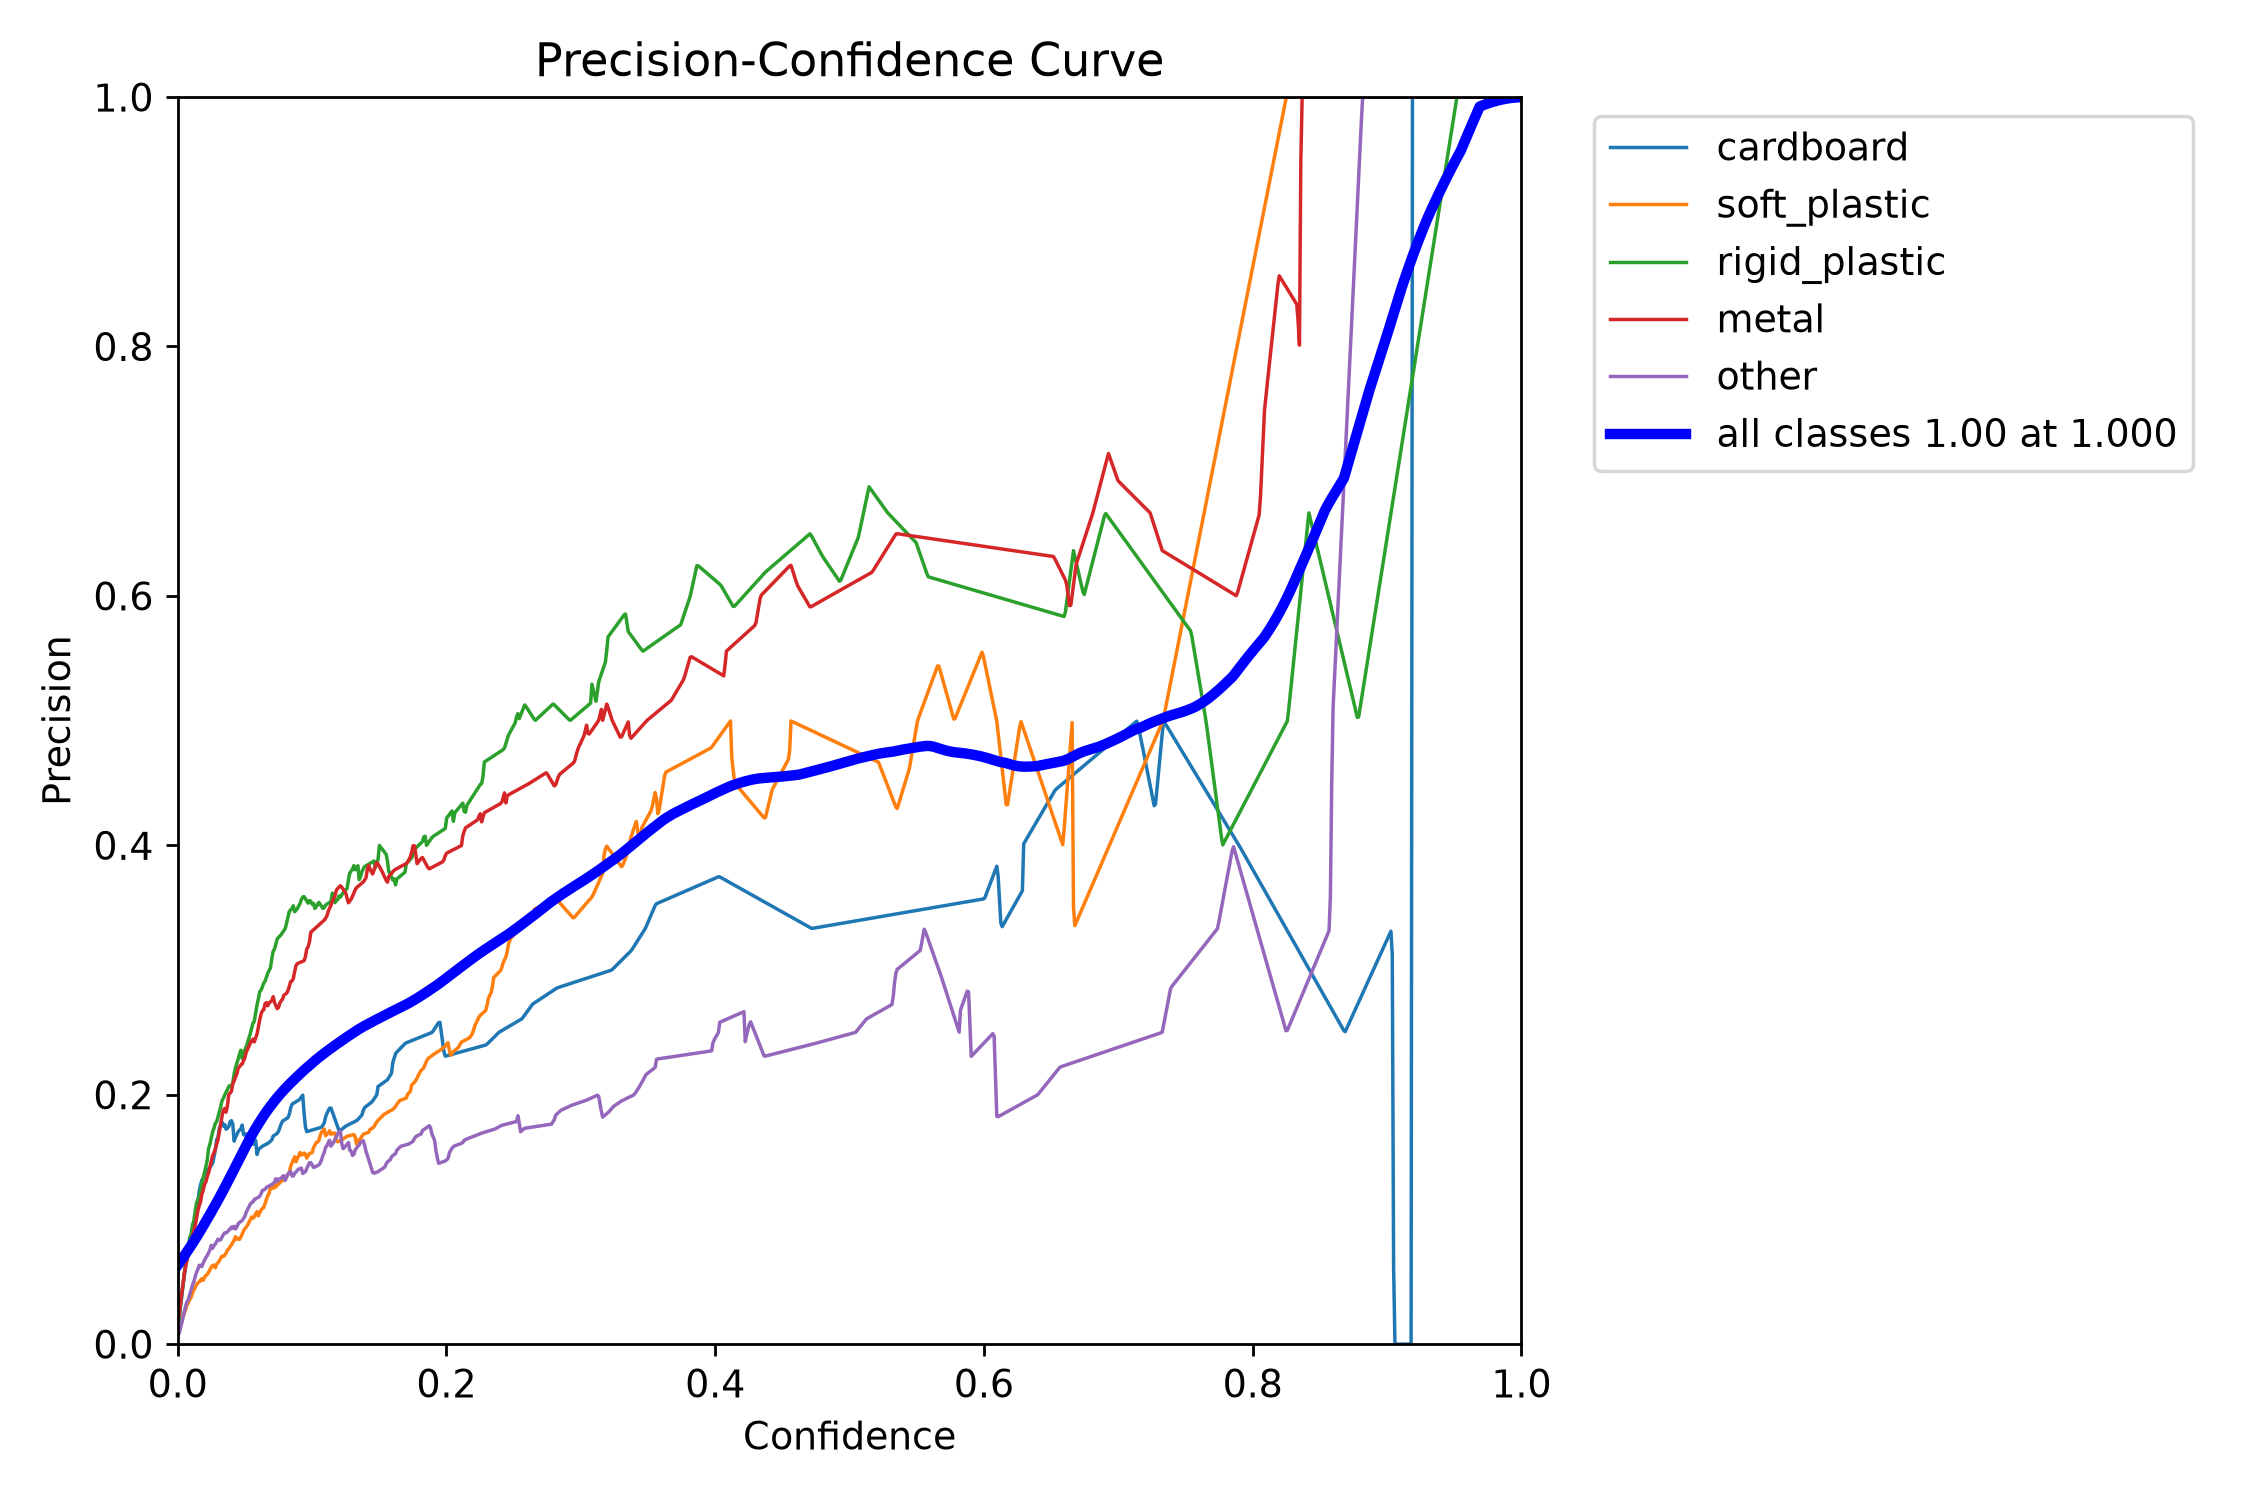 Precision-Confidence Curve
1.0
0.8
0.6
0.4
0.2
0.0
Precision
0.0 0.2 0.4 0.6 0.8 1.0
Confidence
cardboard
soft_plastic
rigid_plastic
metal
other
all classes 1.00 at 1.000